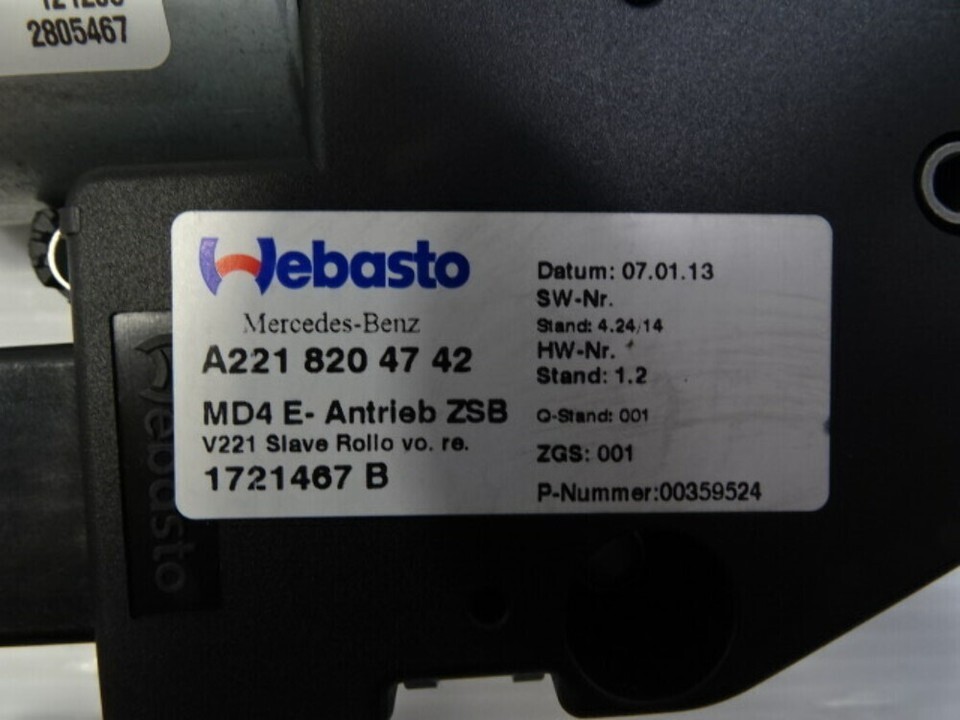 2805467
Webasto
Mercedes-Benz
A221 820 47 42
MD4 E- Antrieb ZSB
V221 Slave Rollo vo. re.
1721467 B
Datum: 07.01.13
SW-Nr.
Stand: 4.24/14
HW-Nr.
Stand: 1.2
Q-Stand: 001
ZGS: 001
P-Nummer:00359524
Webasto